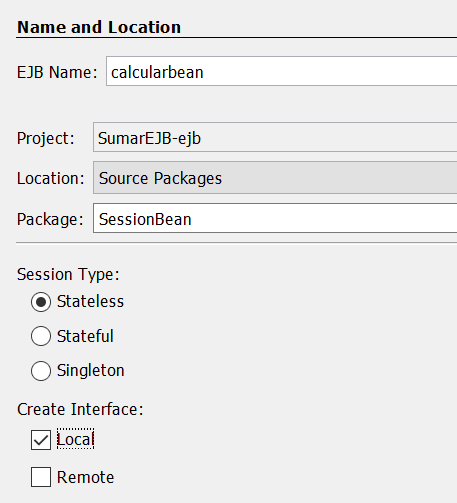 Name and Location
EJB Name: calcularbean
Project: SumarEJB-ejb
Location: Source Packages
Package: SessionBean
Session Type:
Stateless
Stateful
Singleton
Create Interface:
Local
Remote